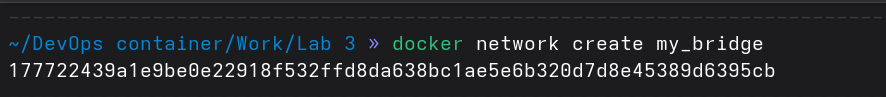 ~/DevOps container/Work/Lab 3 » docker network create my_bridge
177722439a1e9be0e22918f532ffd8da638bc1ae5e6b320d7d8e45389d6395cb